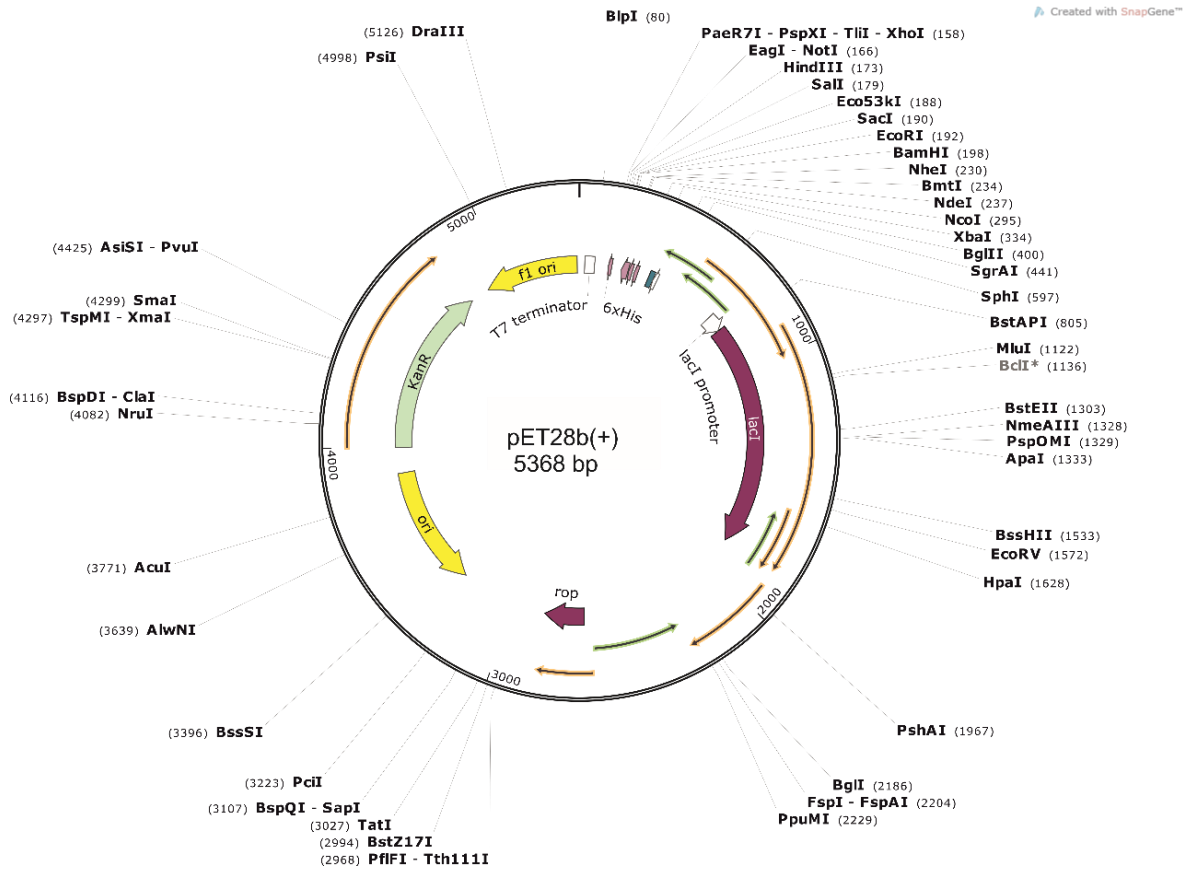 Created with SnapGene™
BlpI (80)
PaeR7I - PspXI - TliI - XhoI (158)
EagI - NotI (166)
HindIII (173)
SalI (179)
Eco53kI (188)
SacI (190)
EcoRI (192)
BamHI (198)
NheI (230)
BmtI (234)
NdeI (237)
NcoI (295)
XbaI (334)
BglII (400)
SgrAI (441)
SphI (597)
BstAPI (805)
MluI (1122)
BclI* (1136)
BstEII (1303)
NmeAIII (1328)
PspOMI (1329)
ApaI (1333)
BssHII (1533)
EcoRV (1572)
HpaI (1628)
PshAI (1967)
BglI (2186)
FspI - FspAI (2204)
PpuMI (2229)
(5126) DraIII
(4998) PsiI
(4425) AsiSI - PvuI
(4299) SmaI
(4297) TspMI - XmaI
(4116) BspDI - ClaI
(4082) NruI
(3771) AcuI
(3639) AlwNI
(3396) BssSI
(3223) PciI
(3107) BspQI - SapI
(3027) TatI
(2994) BstZ17I
(2968) PflFI - Tth111I
1000
2000
3000
4000
5000
f1 ori
T7 terminator
6xHis
lacI promoter
lacI
KanR
ori
rop
pET28b(+)
5368 bp